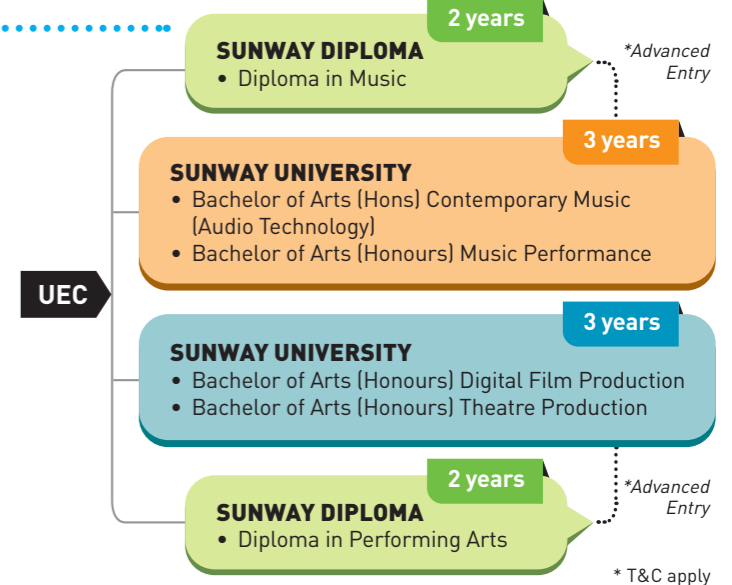 2 years
SUNWAY DIPLOMA
• Diploma in Music
*Advanced
Entry
3 years
SUNWAY UNIVERSITY
• Bachelor of Arts (Hons) Contemporary Music
(Audio Technology)
• Bachelor of Arts (Honours) Music Performance
UEC
3 years
SUNWAY UNIVERSITY
• Bachelor of Arts (Honours) Digital Film Production
• Bachelor of Arts (Honours) Theatre Production
2 years
SUNWAY DIPLOMA
• Diploma in Performing Arts
*Advanced
Entry
* T&C apply